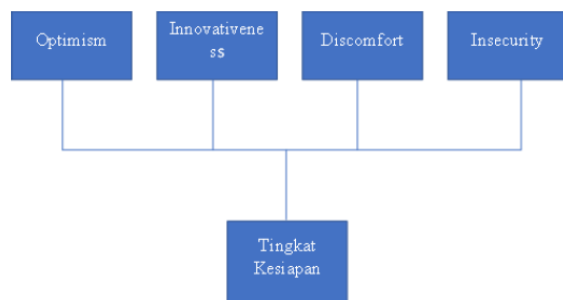 Optimism
Innovativene
ss
Discomfort
Insecurity
Tingkat
Kesiapan